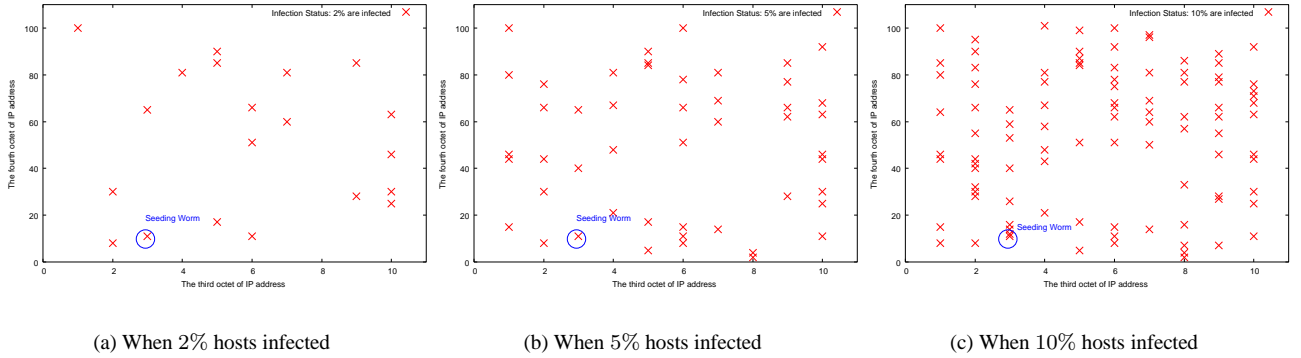 Infection Status: 2% are infected
100
80
60
40
20
0
The fourth octet of IP address
Seeding Worm
0 2 4 6 8 10
The third octet of IP address
(a) When 2% hosts infected
Infection Status: 5% are infected
100
80
60
40
20
0
The fourth octet of IP address
Seeding Worm
0 2 4 6 8 10
The third octet of IP address
(b) When 5% hosts infected
Infection Status: 10% are infected
100
80
60
40
20
0
The fourth octet of IP address
Seeding Worm
0 2 4 6 8 10
The third octet of IP address
(c) When 10% hosts infected